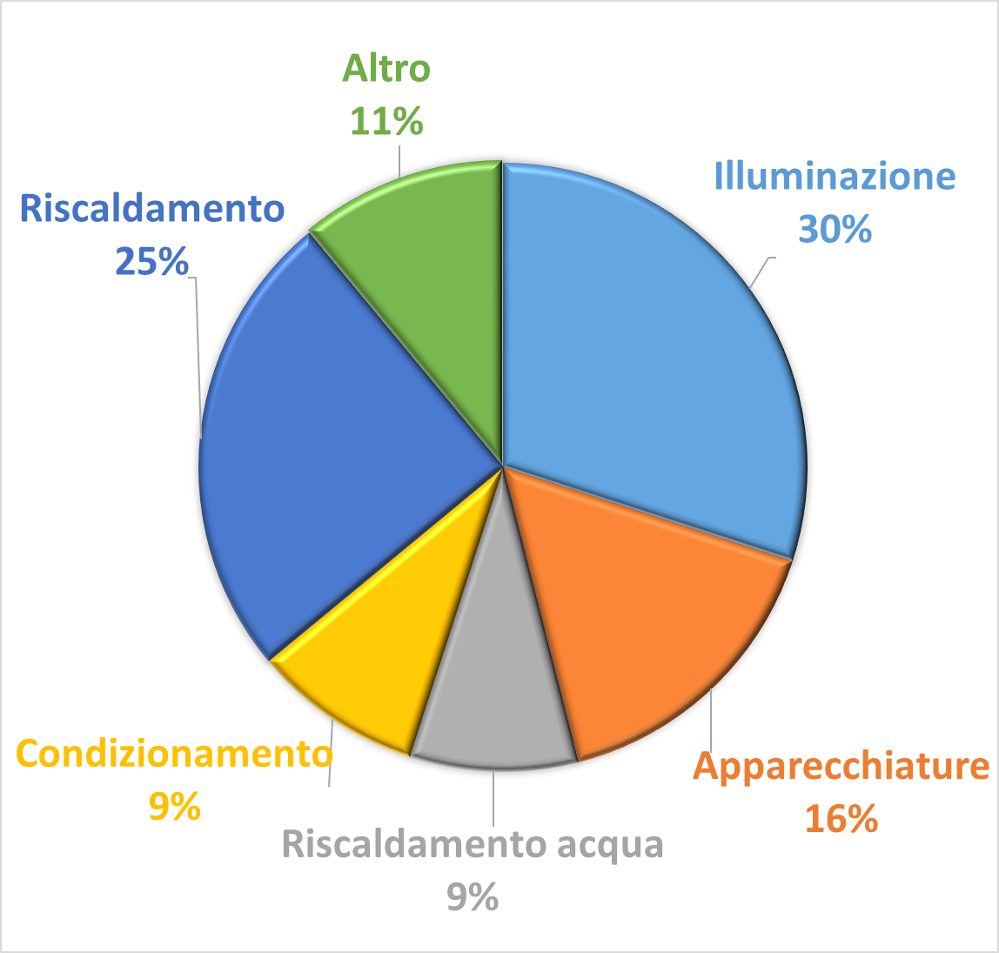 Altro
11%
Illuminazione
30%
Riscaldamento
25%
Condizionamento
9%
Apparecchiature
16%
Riscaldamento acqua
9%